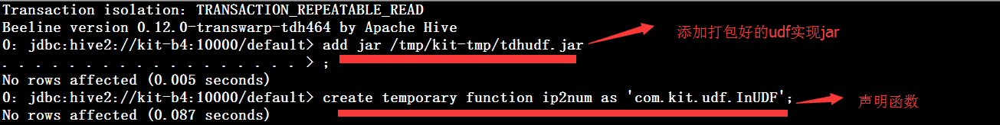 Transaction isolation: TRANSACTION_REPEATABLE_READ
Beeline version 0.12.0-transwarp-tdh464 by Apache Hive
添加打包好的udf实现jar
0: jdbc:hive2://kit-b4:10000/default> add jar /tmp/kit-tmp/tdhudf.jar
. . . . . . . . . . . . . . . . . . > ;
No rows affected (0.005 seconds)
0: jdbc:hive2://kit-b4:10000/default> create temporary function ip2num as 'com.kit.udf.InUDF';
声明函数
No rows affected (0.087 seconds)